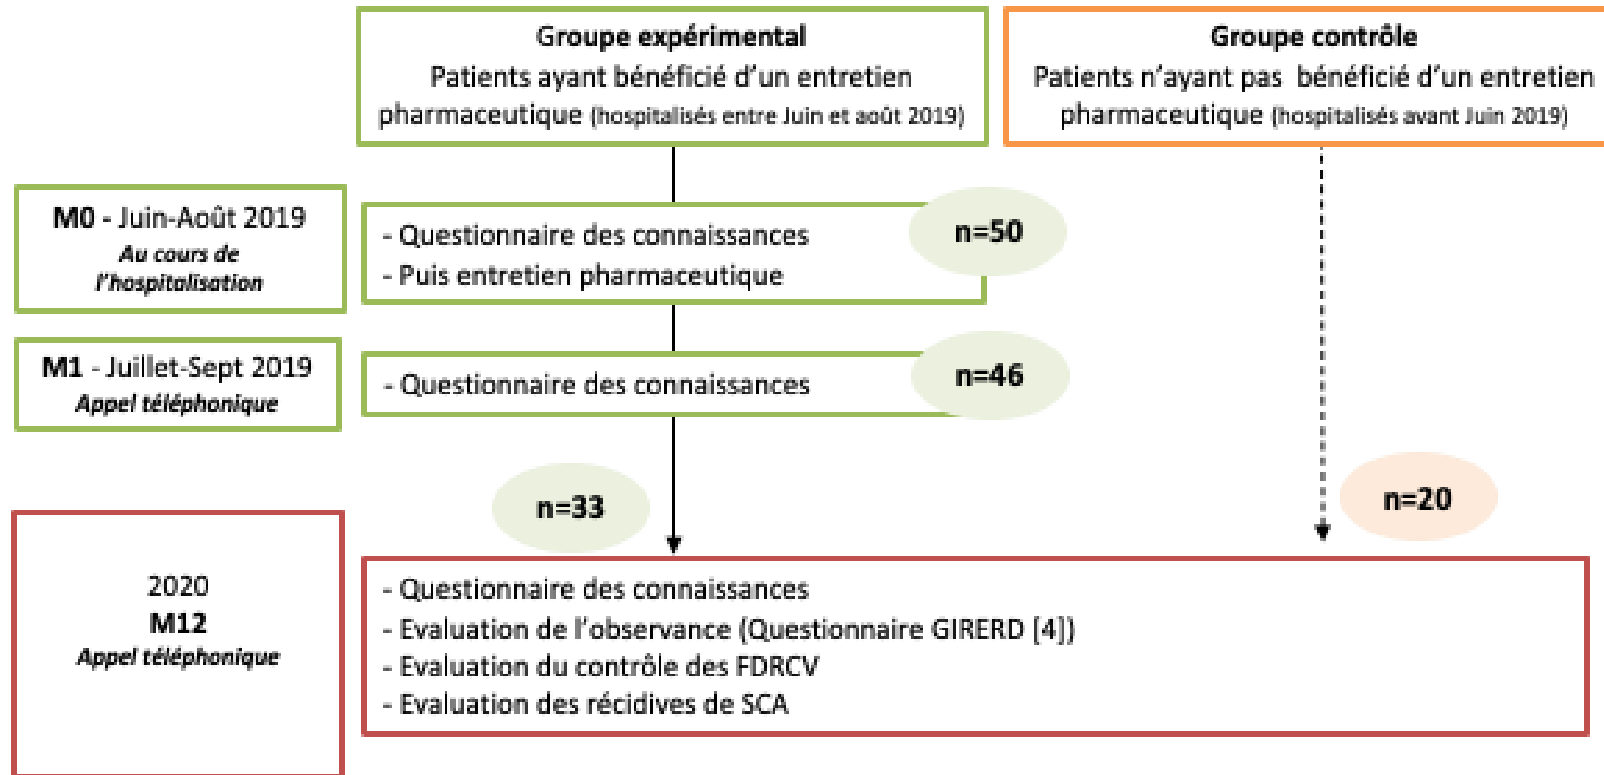 Groupe expérimental
Patients ayant bénéficié d'un entretien
pharmaceutique (hospitalisés entre Juin et août 2019)
Groupe contrôle
Patients n'ayant pas bénéficié d'un entretien
pharmaceutique (hospitalisés avant Juin 2019)
M0 - Juin-Août 2019
Au cours de
l'hospitalisation
- Questionnaire des connaissances
- Puis entretien pharmaceutique
n=50
M1 - Juillet-Sept 2019
Appel téléphonique
- Questionnaire des connaissances
n=46
n=33
n=20
2020
M12
Appel téléphonique
- Questionnaire des connaissances
- Evaluation de l'observance (Questionnaire GIRERD [4])
- Evaluation du contrôle des FDRCV
- Evaluation des récidives de SCA